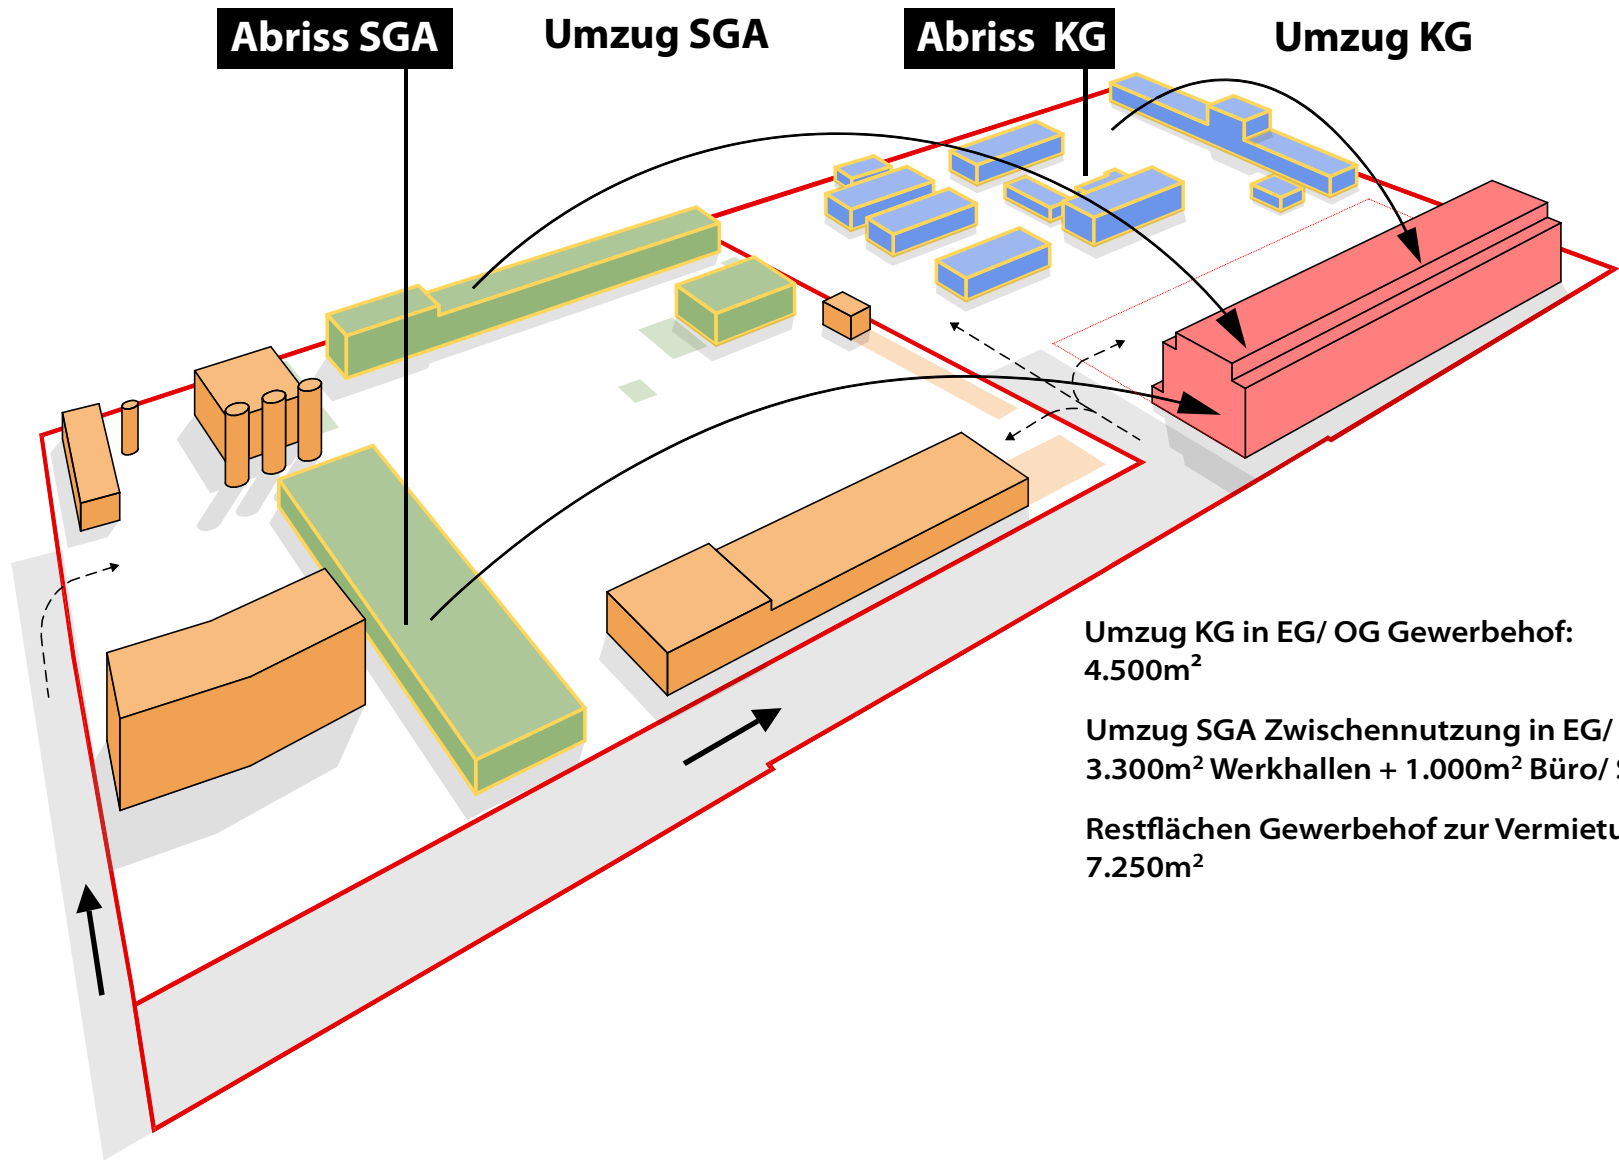 Abriss SGA
Umzug SGA
Abriss KG
Umzug KG
Umzug KG in EG/ OG Gewerbehof:
4.500m²
Umzug SGA Zwischennutzung in EG/
3.300m² Werkhallen + 1.000m² Büro/
Restflächen Gewerbehof zur
7.250m²